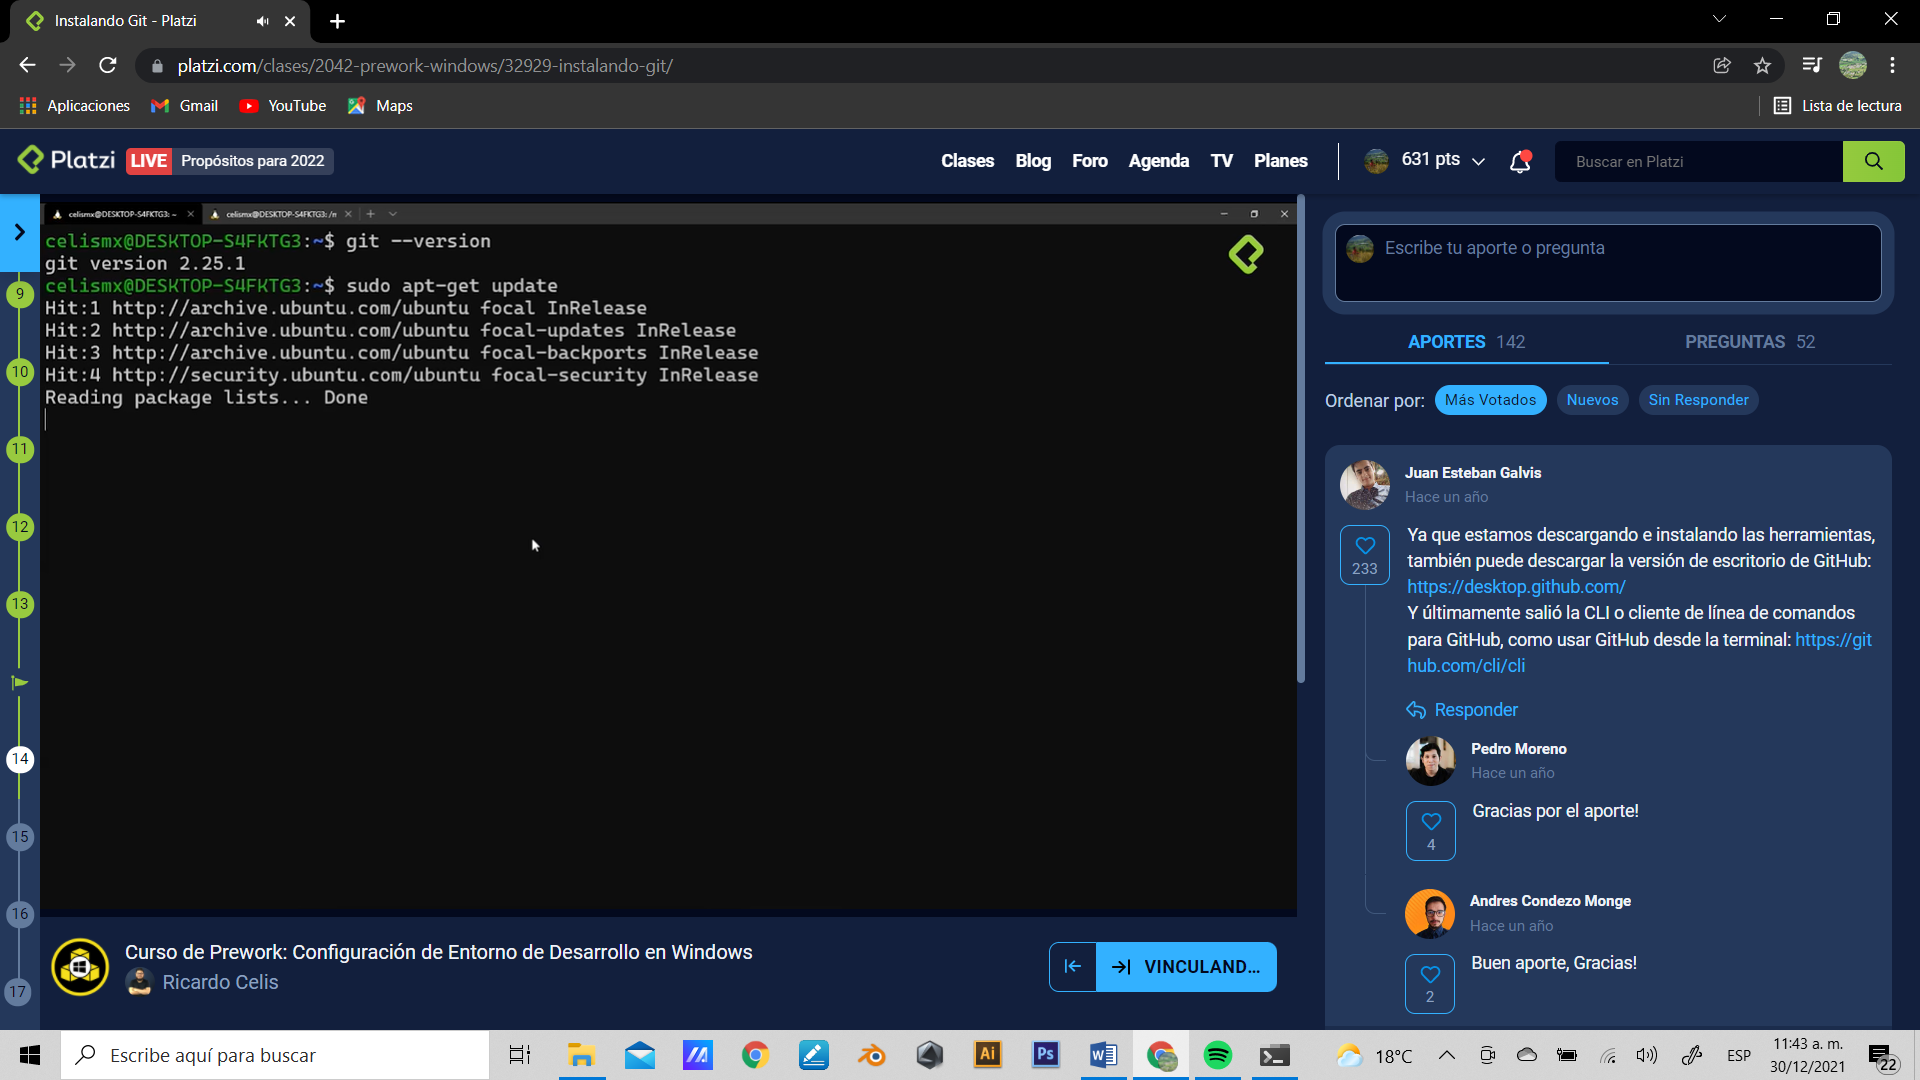 Instalando Git - Platzi
platzi.com/clases/2042-prework-windows/32929-instalando-git/
Aplicaciones
Gmail
YouTube
Maps
Lista de lectura
Platzi
LIVE Propósitos para 2022
Clases
Blog
Foro
Agenda
TV
Planes
631 pts
Buscar en Platzi
celismx@DESKTOP-S4FKTG3: ~
celismx@DESKTOP-S4FKTG3: /n
celismx@DESKTOP-S4FKTG3:~$ git --version
git version 2.25.1
celismx@DESKTOP-S4FKTG3:~$ sudo apt-get update
Hit:1 http://archive.ubuntu.com/ubuntu focal InRelease
Hit:2 http://archive.ubuntu.com/ubuntu focal-updates InRelease
Hit:3 http://archive.ubuntu.com/ubuntu focal-backports InRelease
Hit:4 http://security.ubuntu.com/ubuntu focal-security InRelease
Reading package lists... Done
9
10
11
12
13
14
15
16
17
Curso de Prework: Configuración de Entorno de Desarrollo en Windows
Ricardo Celis
VINCULAND...
Escribe tu aporte o pregunta
APORTES 142
PREGUNTAS 52
Ordenar por:
Más Votados
Nuevos
Sin Responder
Juan Esteban Galvis
Hace un año
233
Ya que estamos descargando e instalando las herramientas,
también puede descargar la versión de escritorio de GitHub:
https://desktop.github.com/
Y últimamente salió la CLI o cliente de línea de comandos
para GitHub, como usar GitHub desde la terminal: https://git
hub.com/cli/cli
Responder
Pedro Moreno
Hace un año
Gracias por el aporte!
4
Andres Condezo Monge
Hace un año
Buen aporte, Gracias!
2
Escribe aquí para buscar
Ai
Ps
18°C
ESP
11:43 a. m.
30/12/2021
22